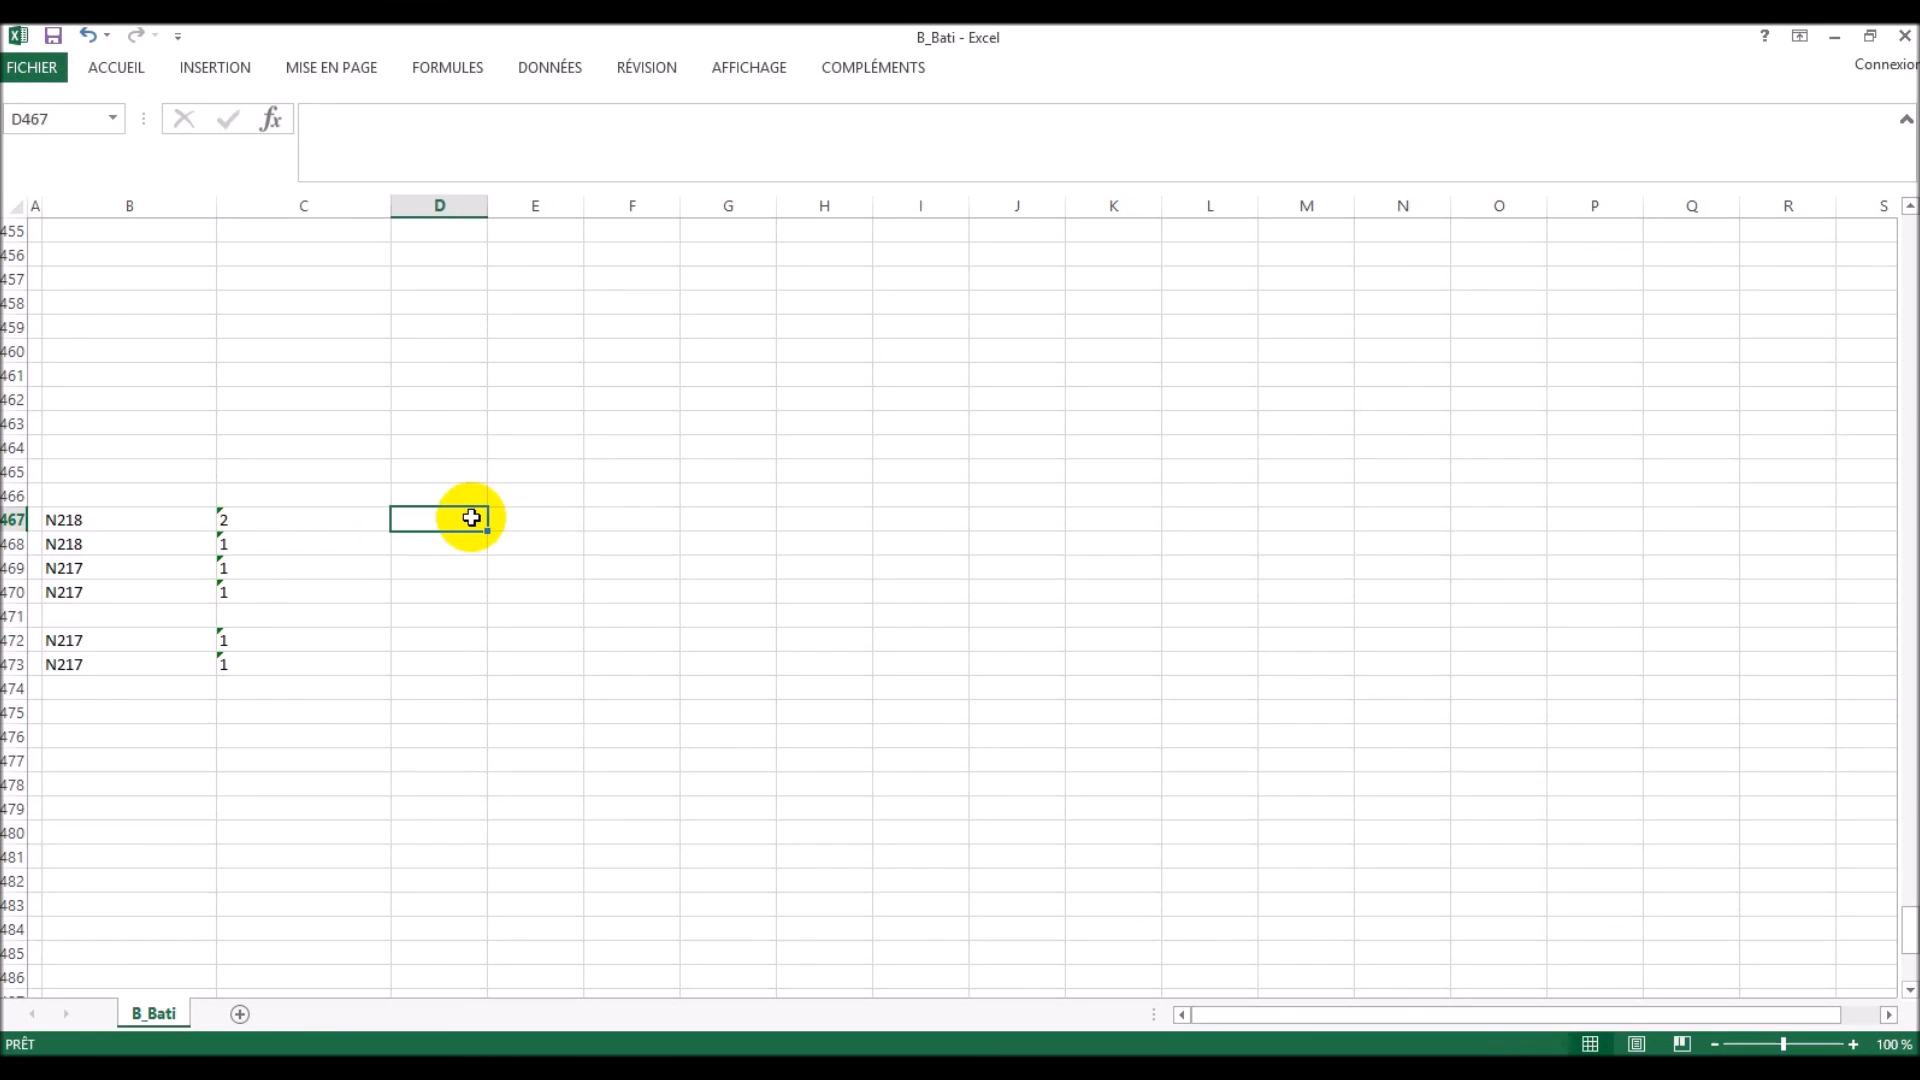 B_Bati - Excel
?
FICHIER ACCUEIL INSERTION MISE EN PAGE FORMULES DONNÉES RÉVISION AFFICHAGE COMPLÉMENTS Connexion
D467 fx
A B C D E F G H I J K L M N O P Q R S
455
456
457
458
459
460
461
462
463
464
465
466
467 N218 2
468 N218 1
469 N217 1
470 N217 1
471
472 N217 1
473 N217 1
474
475
476
477
478
479
480
481
482
483
484
485
486
B_Bati
PRÊT 100 %